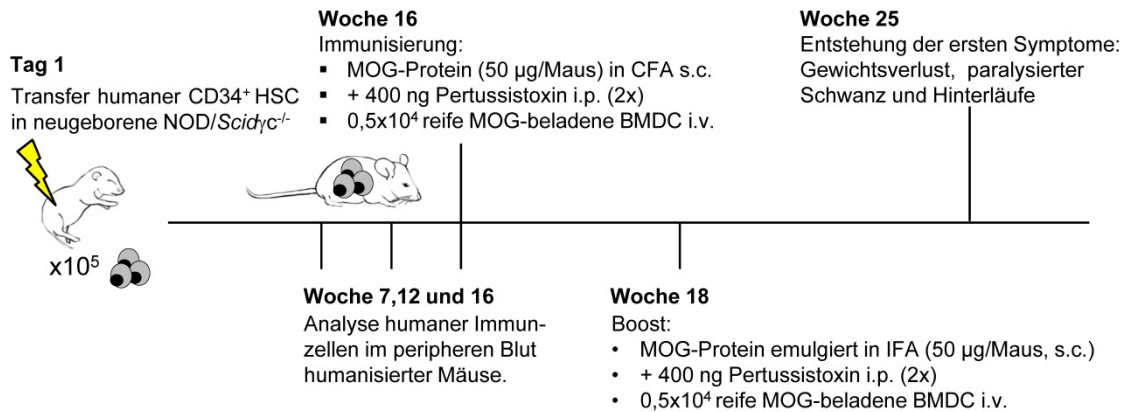 Tag 1
Transfer humaner CD34⁺ HSC
in neugeborene NOD/Scidγc⁻/⁻
x10⁵
Woche 16
Immunisierung:
▪ MOG-Protein (50 µg/Maus) in CFA s.c.
▪ + 400 ng Pertussistoxin i.p. (2x)
▪ 0,5x10⁴ reife MOG-beladene BMDC i.v.
Woche 25
Entstehung der ersten Symptome:
Gewichtsverlust, paralysierter
Schwanz und Hinterläufe
Woche 7,12 und 16
Analyse humaner Immun-
zellen im peripheren Blut
humanisierter Mäuse.
Woche 18
Boost:
• MOG-Protein emulgiert in IFA (50 µg/Maus, s.c.)
• + 400 ng Pertussistoxin i.p. (2x)
• 0,5x10⁴ reife MOG-beladene BMDC i.v.